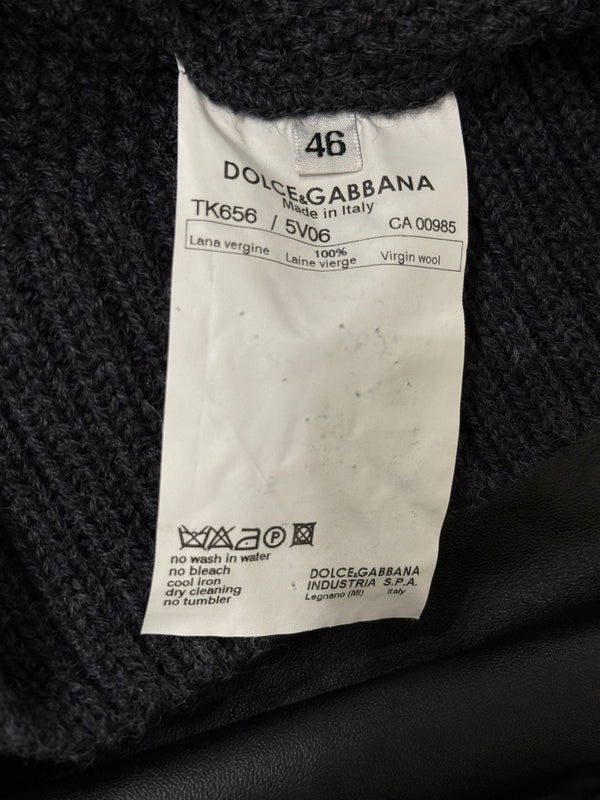 46
DOLCE&GABBANA
Made in Italy
TK656 / 5V06 CA 00985
100%
Lana vergine Laine vierge Virgin wool
P
no wash in water
no bleach
cool iron
dry cleaning
no tumbler
DOLCE&GABBANA
INDUSTRIA S.P.A.
Legnano (MI) Italy